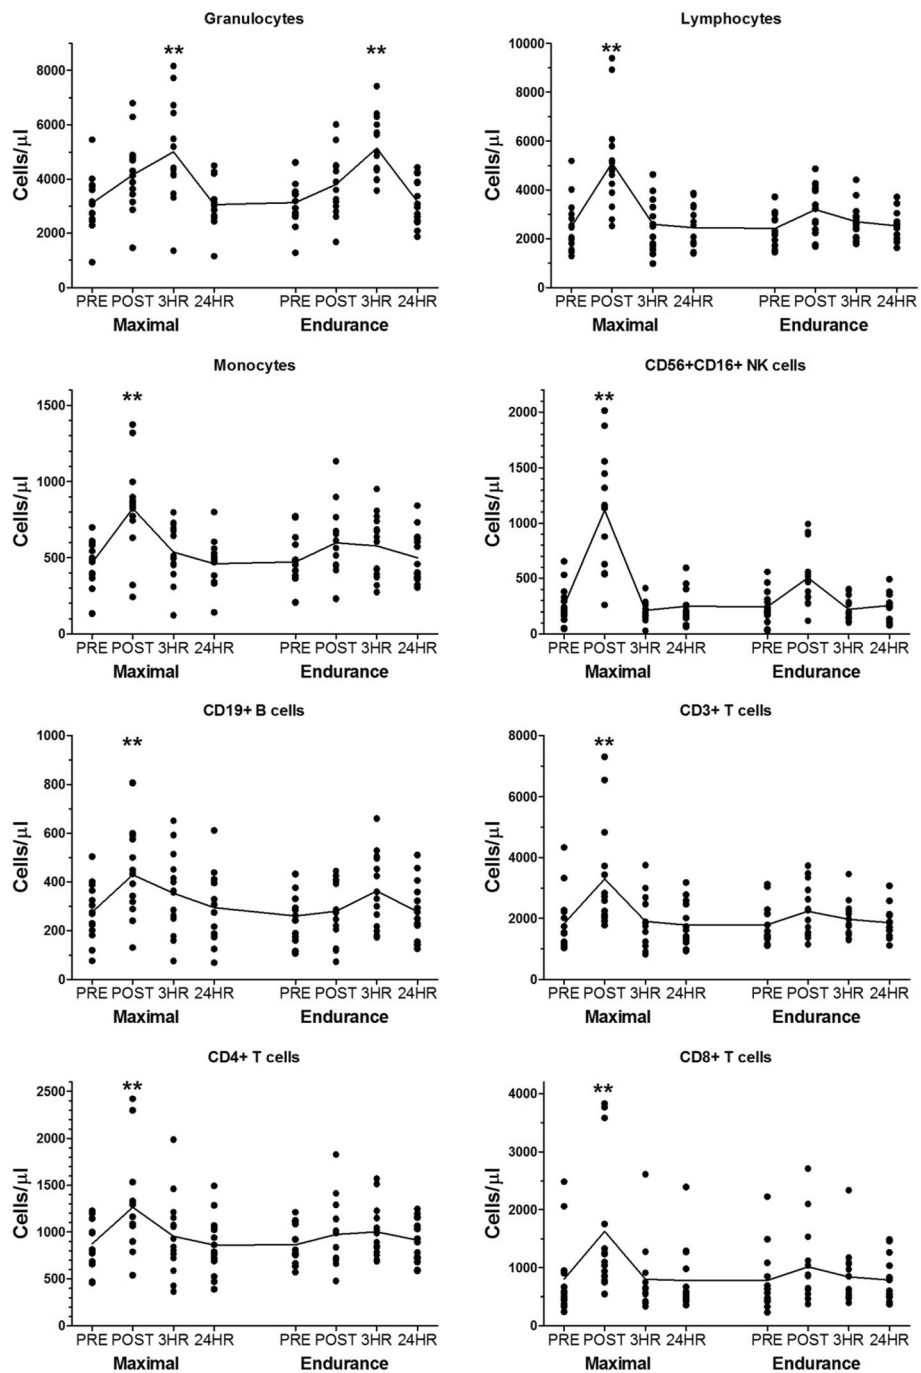 Granulocytes
**
**
8000
6000
4000
2000
0
Cells/μl
PRE POST 3HR 24HR PRE POST 3HR 24HR
Maximal Endurance
Lymphocytes
**
10000
8000
6000
4000
2000
0
Cells/μl
PRE POST 3HR 24HR PRE POST 3HR 24HR
Maximal Endurance
Monocytes
**
1500
1000
500
0
Cells/μl
PRE POST 3HR 24HR PRE POST 3HR 24HR
Maximal Endurance
CD56+CD16+ NK cells
**
2000
1500
1000
500
0
Cells/μl
PRE POST 3HR 24HR PRE POST 3HR 24HR
Maximal Endurance
CD19+ B cells
**
1000
800
600
400
200
0
Cells/μl
PRE POST 3HR 24HR PRE POST 3HR 24HR
Maximal Endurance
CD3+ T cells
**
8000
6000
4000
2000
0
Cells/μl
PRE POST 3HR 24HR PRE POST 3HR 24HR
Maximal Endurance
CD4+ T cells
**
2500
2000
1500
1000
500
0
Cells/μl
PRE POST 3HR 24HR PRE POST 3HR 24HR
Maximal Endurance
CD8+ T cells
**
4000
3000
2000
1000
0
Cells/μl
PRE POST 3HR 24HR PRE POST 3HR 24HR
Maximal Endurance